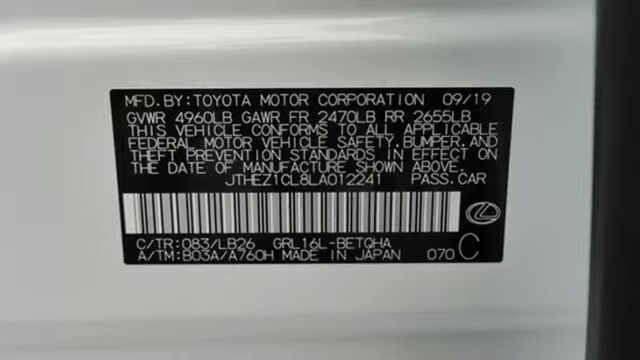 MFD. BY:TOYOTA MOTOR CORPORATION 09/19
GVWR 4960LB GAWR FR 2470LB RR 2655LB
THIS VEHICLE CONFORMS TO ALL APPLICABLE
FEDERAL MOTOR VEHICLE SAFETY,BUMPER,AND
THEFT PREVENTION STANDARDS IN EFFECT ON
THE DATE OF MANUFACTURE SHOWN ABOVE.
JTHEZ1CL8LA012241 PASS.CAR
C/TR:083/LB26 GRL16L-BETQHA
A/TM:B03A/A760H MADE IN JAPAN 070 C